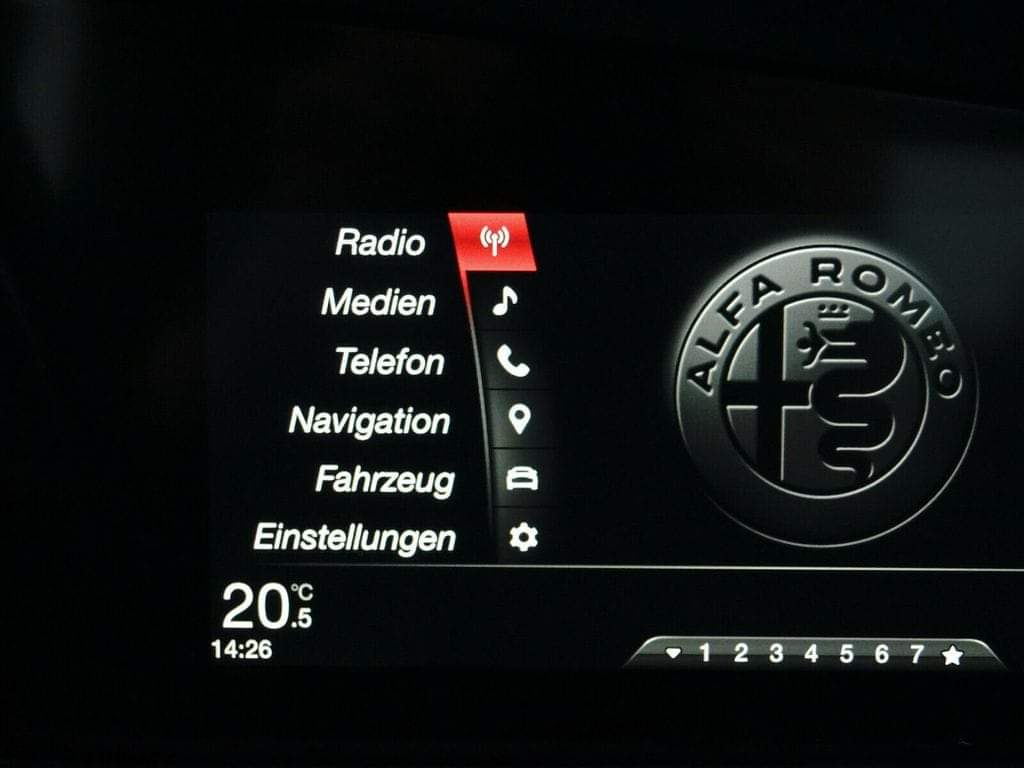 Radio
Medien
Telefon
Navigation
Fahrzeug
Einstellungen
ALFA ROMEO
20.5 °C
14:26
1 2 3 4 5 6 7